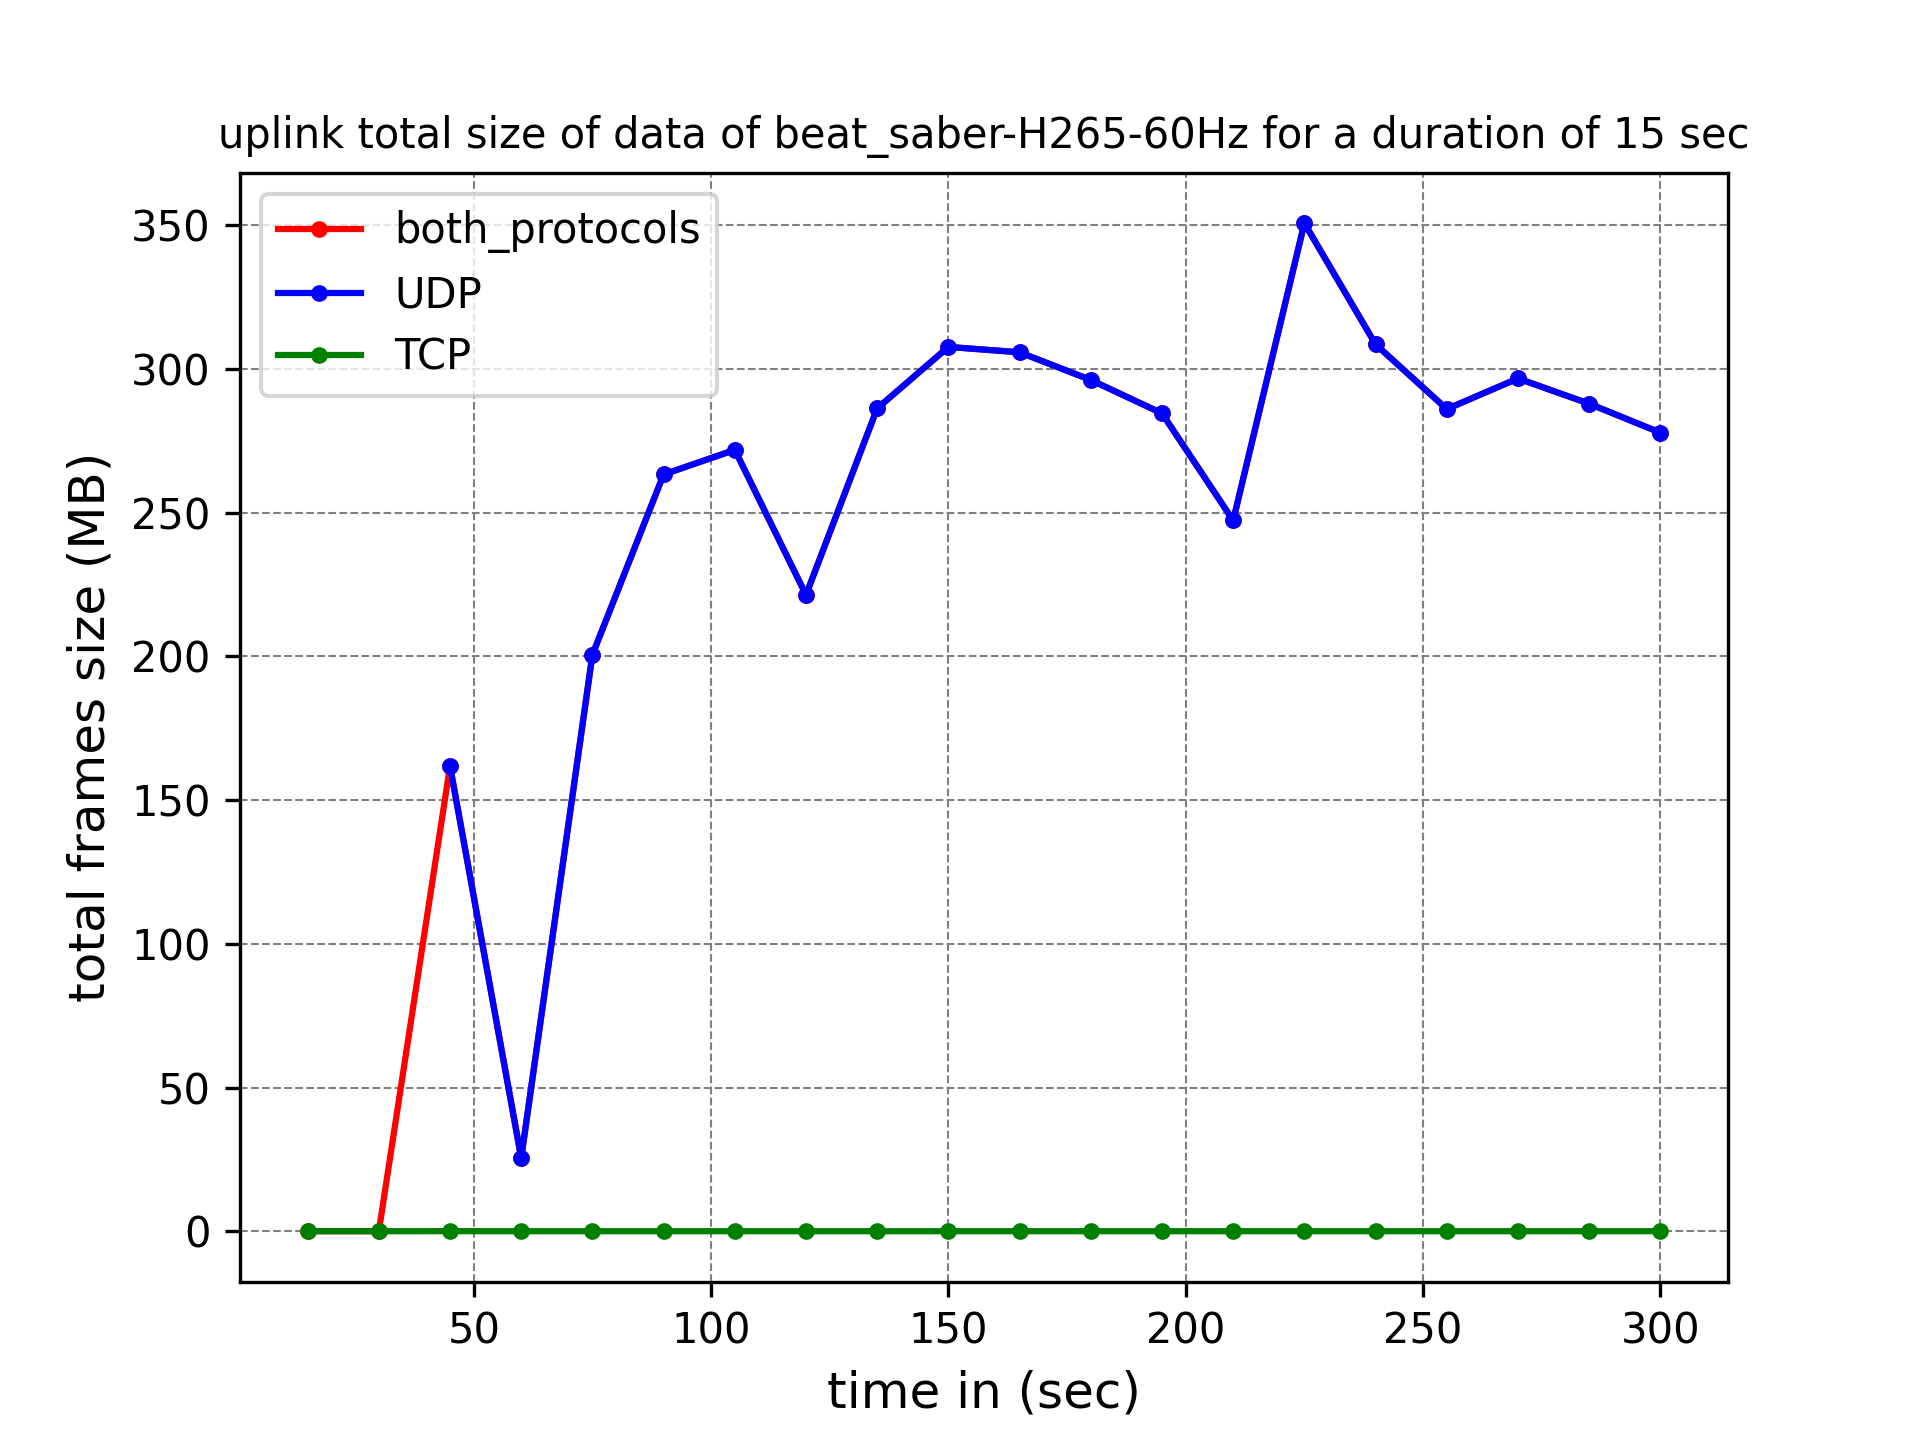 uplink total size of data of beat_saber-H265-60Hz for a duration of 15 sec
both_protocols
UDP
TCP
total frames size (MB)
350
300
250
200
150
100
50
0
50 100 150 200 250 300
time in (sec)